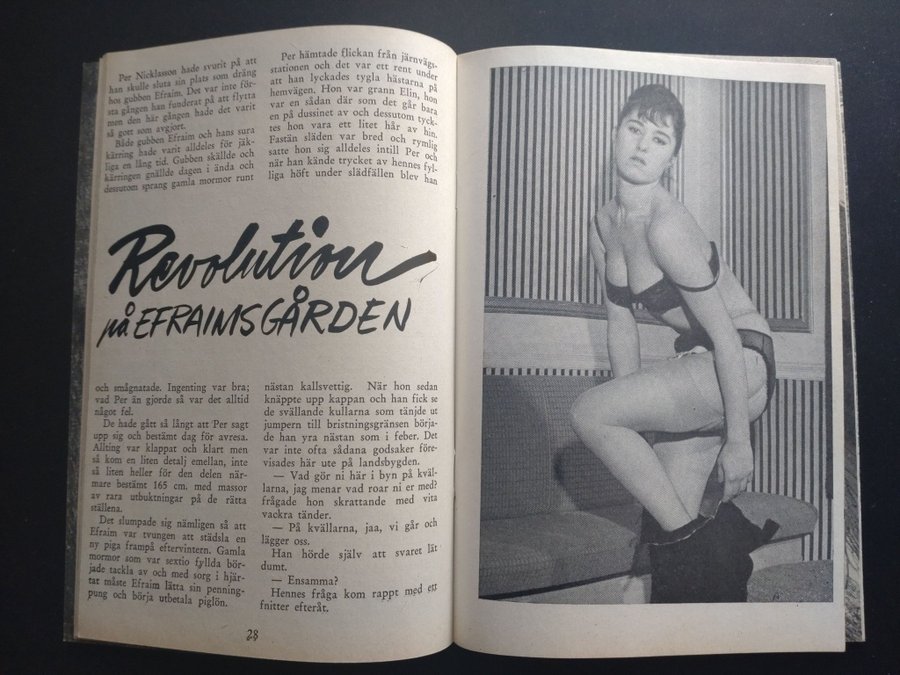 Per Nicklasson hade svurit på att
han skulle sluta sin plats som dräng
hos gubben Efraim. Det var inte för-
sta gången han funderat på att flytta
men den här gången hade det varit
så gott som avgjort.
Både gubben Efraim och hans sura
kärring hade varit alldeles för jäk-
liga en lång tid. Gubben skällde och
kärringen gnällde dagen i ända och
dessutom sprang gamla mormor runt
Per hämtade flickan från järnvägs-
stationen och det var ett rent under
att han lyckades tygla hästarna på
hemvägen. Hon var grann Elin, hon
var en sådan där som det går bara
en på dussinet av och dessutom tyck-
tes hon vara ett litet hår av hin.
Fastän släden var bred och rymlig
satte hon sig alldeles intill Per och
när han kände trycket av hennes fyl-
liga höft under slädfällen blev han
Revolution
på EFRAIMSGÅRDEN
och smågnatade. Ingenting var bra;
vad Per än gjorde så var det alltid
något fel.
De hade gått så långt att Per sagt
upp sig och bestämt dag för avresa.
Allting var klappat och klart men
så kom en liten detalj emellan, inte
så liten heller för den delen när-
mare bestämt 165 cm. med massor
av rara utbuktningar på de rätta
ställena.
Det slumpade sig nämligen så att
Efraim var tvungen att städsla en
ny piga frampå eftervintern. Gamla
mormor som var sextio fyllda bör-
jade tackla av och med sorg i hjär-
tat måste Efraim lätta sin penning-
pung och börja utbetala piglön.
nästan kallsvettig. När hon sedan
knäppte upp kappan och han fick se
de svällande kullarna som tänjde ut
jumpern till bristningsgränsen börja-
de han yra nästan som i feber. Det
var inte ofta sådana godsaker före-
visades här ute på landsbygden.
— Vad gör ni här i byn på kväl-
larna, jag menar vad roar ni er med?
frågade hon skrattande med vita
vackra tänder.
— På kvällarna, jaa, vi går och
lägger oss.
Han hörde själv att svaret lät
dumt.
— Ensamma?
Hennes fråga kom rappt med ett
fnitter efteråt.
28